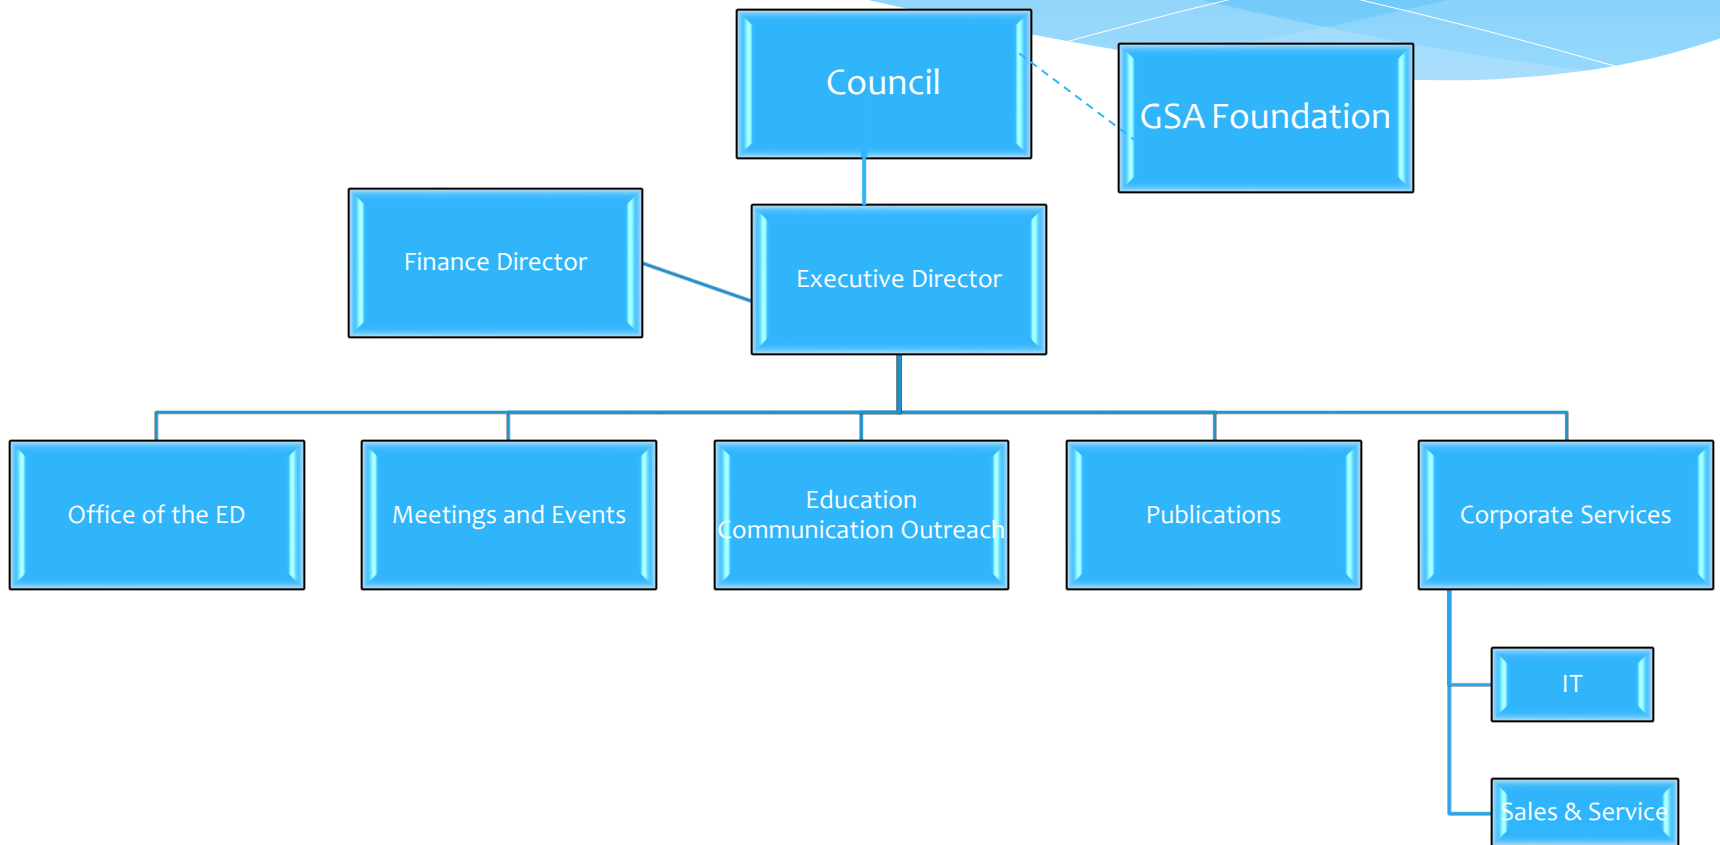 Council
GSA Foundation
Finance Director
Executive Director
Office of the ED
Meetings and Events
Education
Communication Outreach
Publications
Corporate Services
IT
Sales & Service